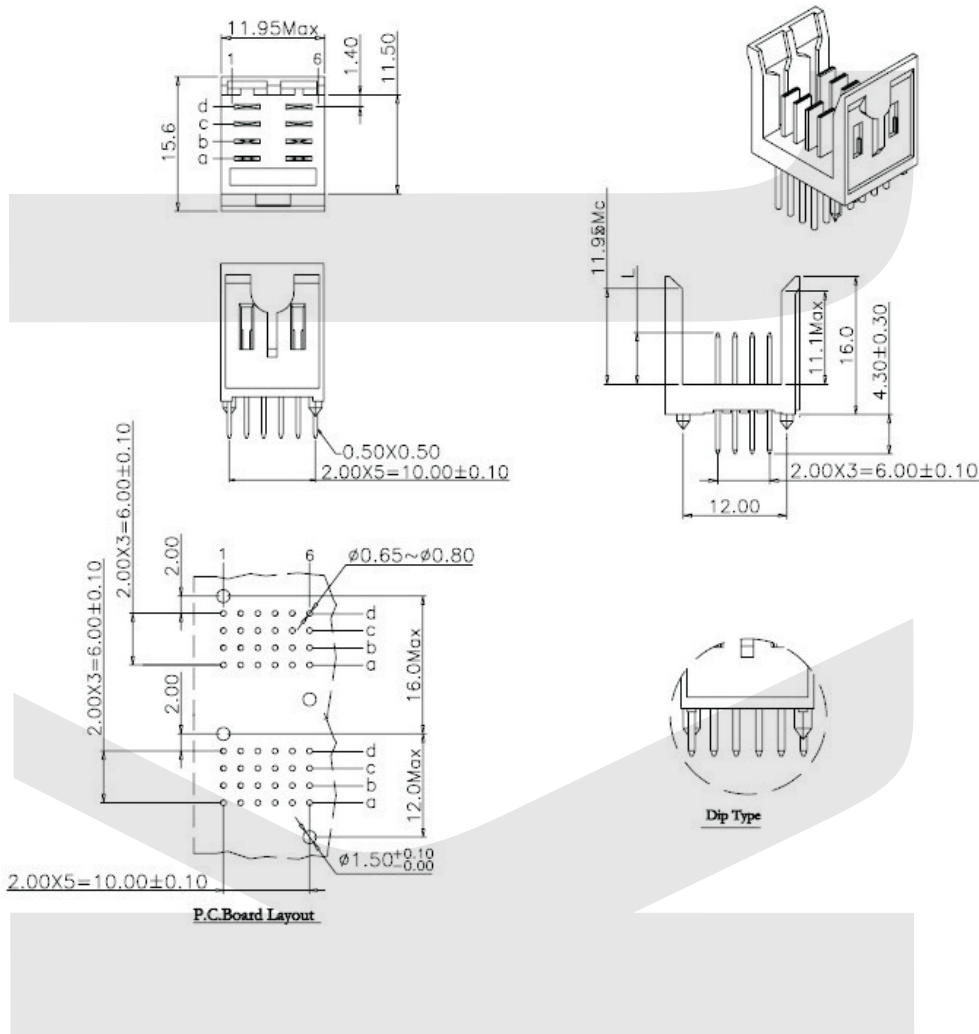 11.95Max
1 6
1.40
11.50
15.6
d
c
b
a
0.50X0.50
2.00X5=10.00±0.10
L
11.1Max
16.0
4.30±0.30
2.00X3=6.00±0.10
12.00
2.00X3=6.00±0.10
2.00X3=6.00±0.10
2.00
2.00
1 6
ø0.65~ø0.80
d
c
b
a
16.0Max
d
c
b
a
12.0Max
ø1.50+0.10
-0.00
2.00X5=10.00±0.10
P.C.Board Layout
Dip Type